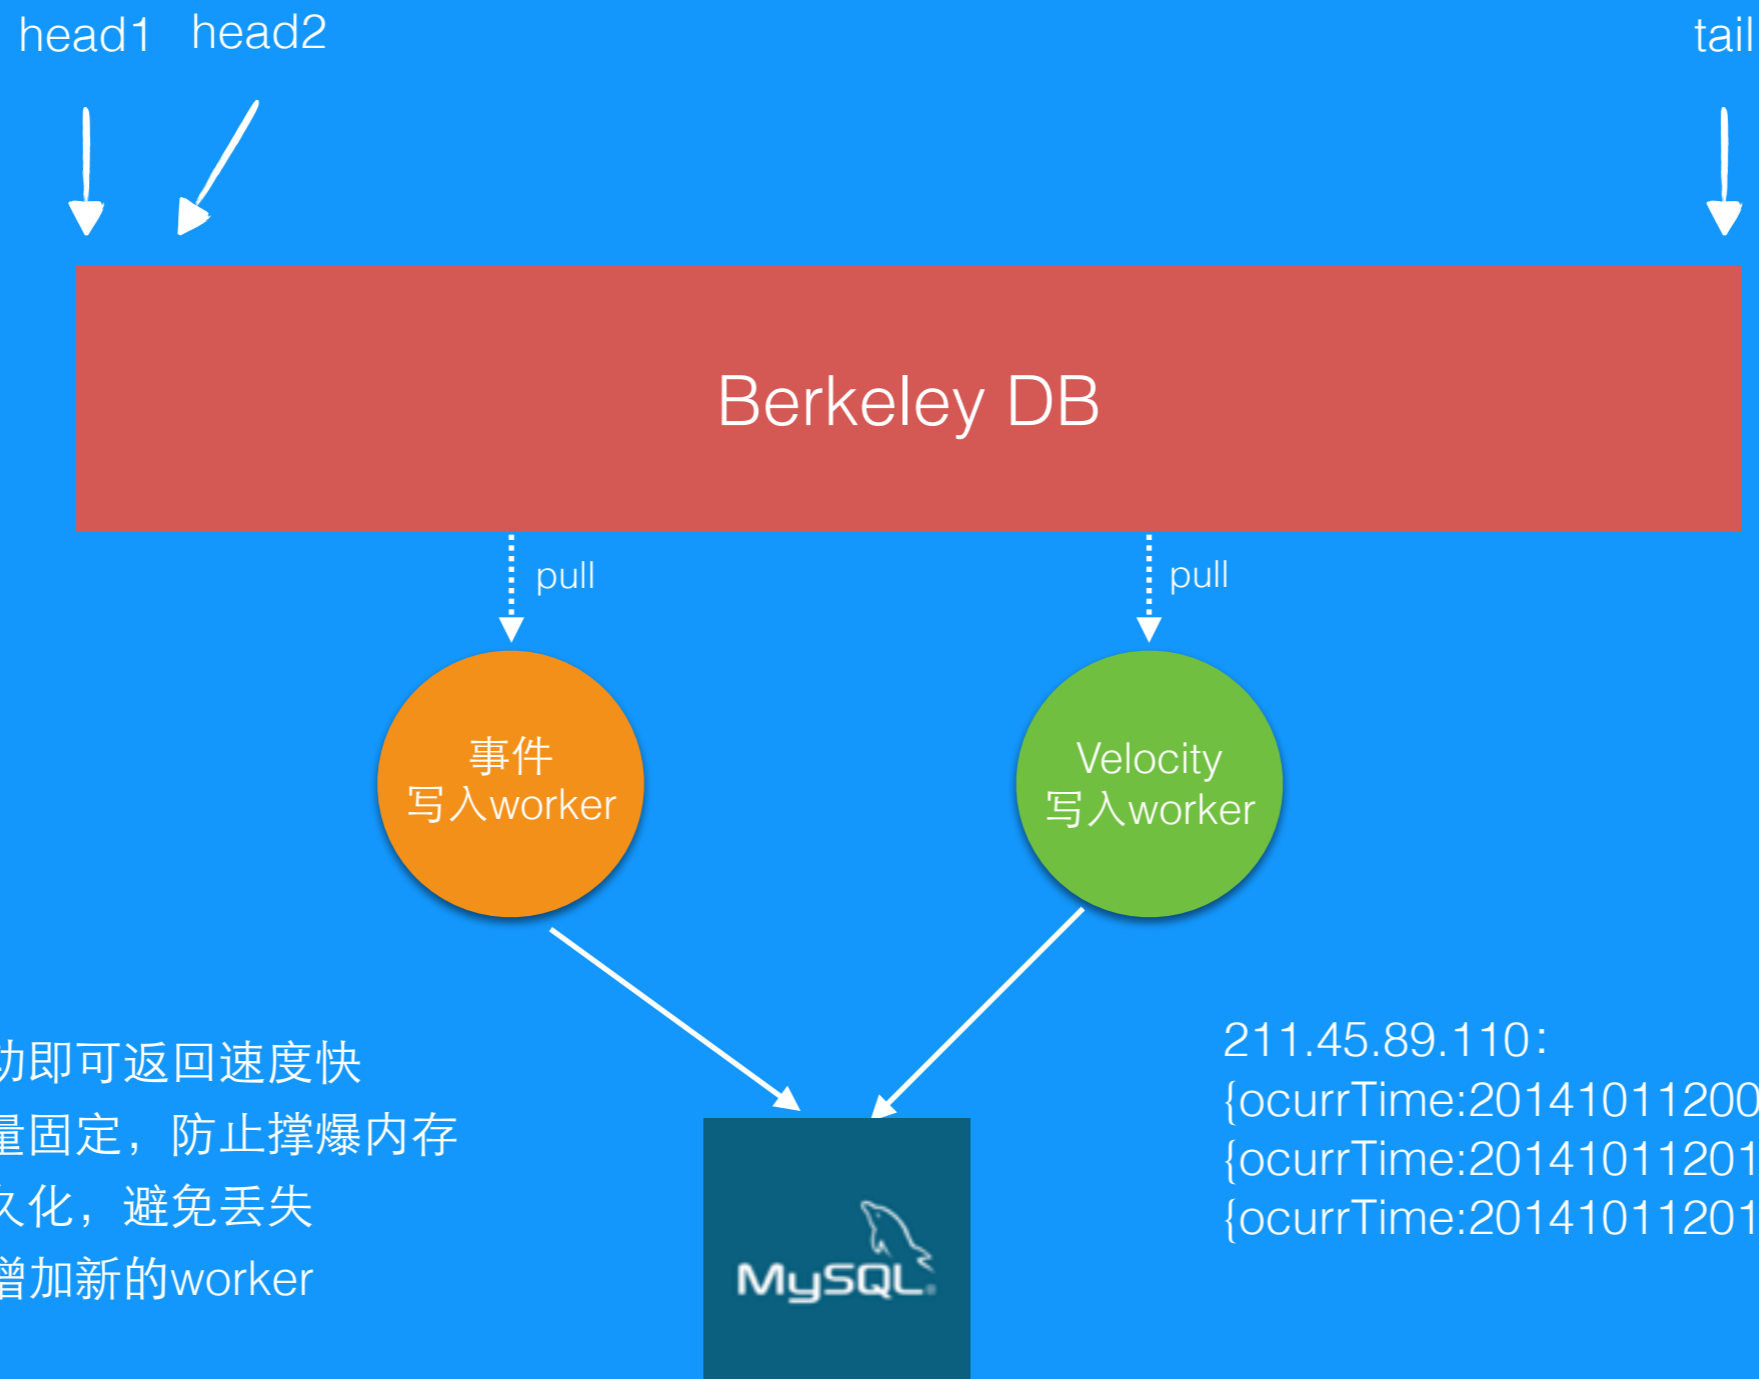 head1 head2 tail
Berkeley DB
pull pull
事件
写入worker
Velocity
写入worker
功即可返回速度快
量固定，防止撑爆内存
久化，避免丢失
增加新的worker
211.45.89.110：
{ocurrTime:20141011200
{ocurrTime:20141011201
{ocurrTime:20141011201
MySQL®